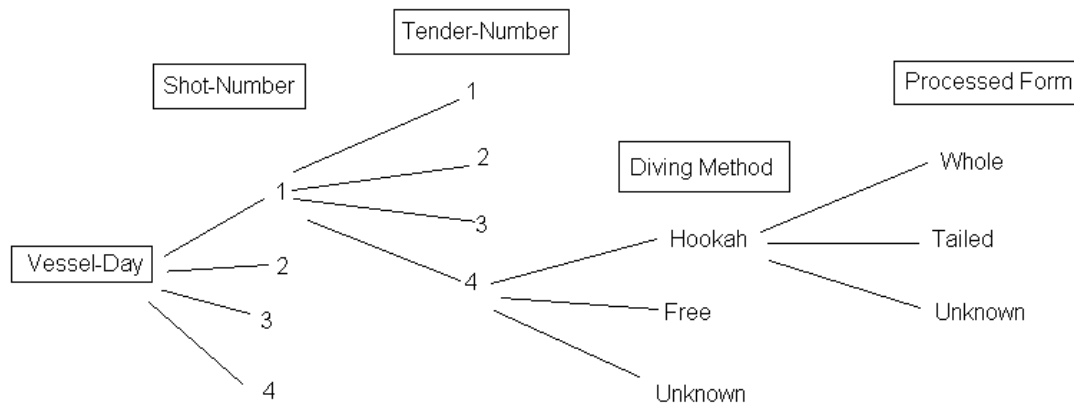 Tender-Number
Shot-Number
Processed Form
1
2
Diving Method
Whole
1
3
Hookah
Tailed
Vessel-Day
2
4
Free
Unknown
3
4
Unknown